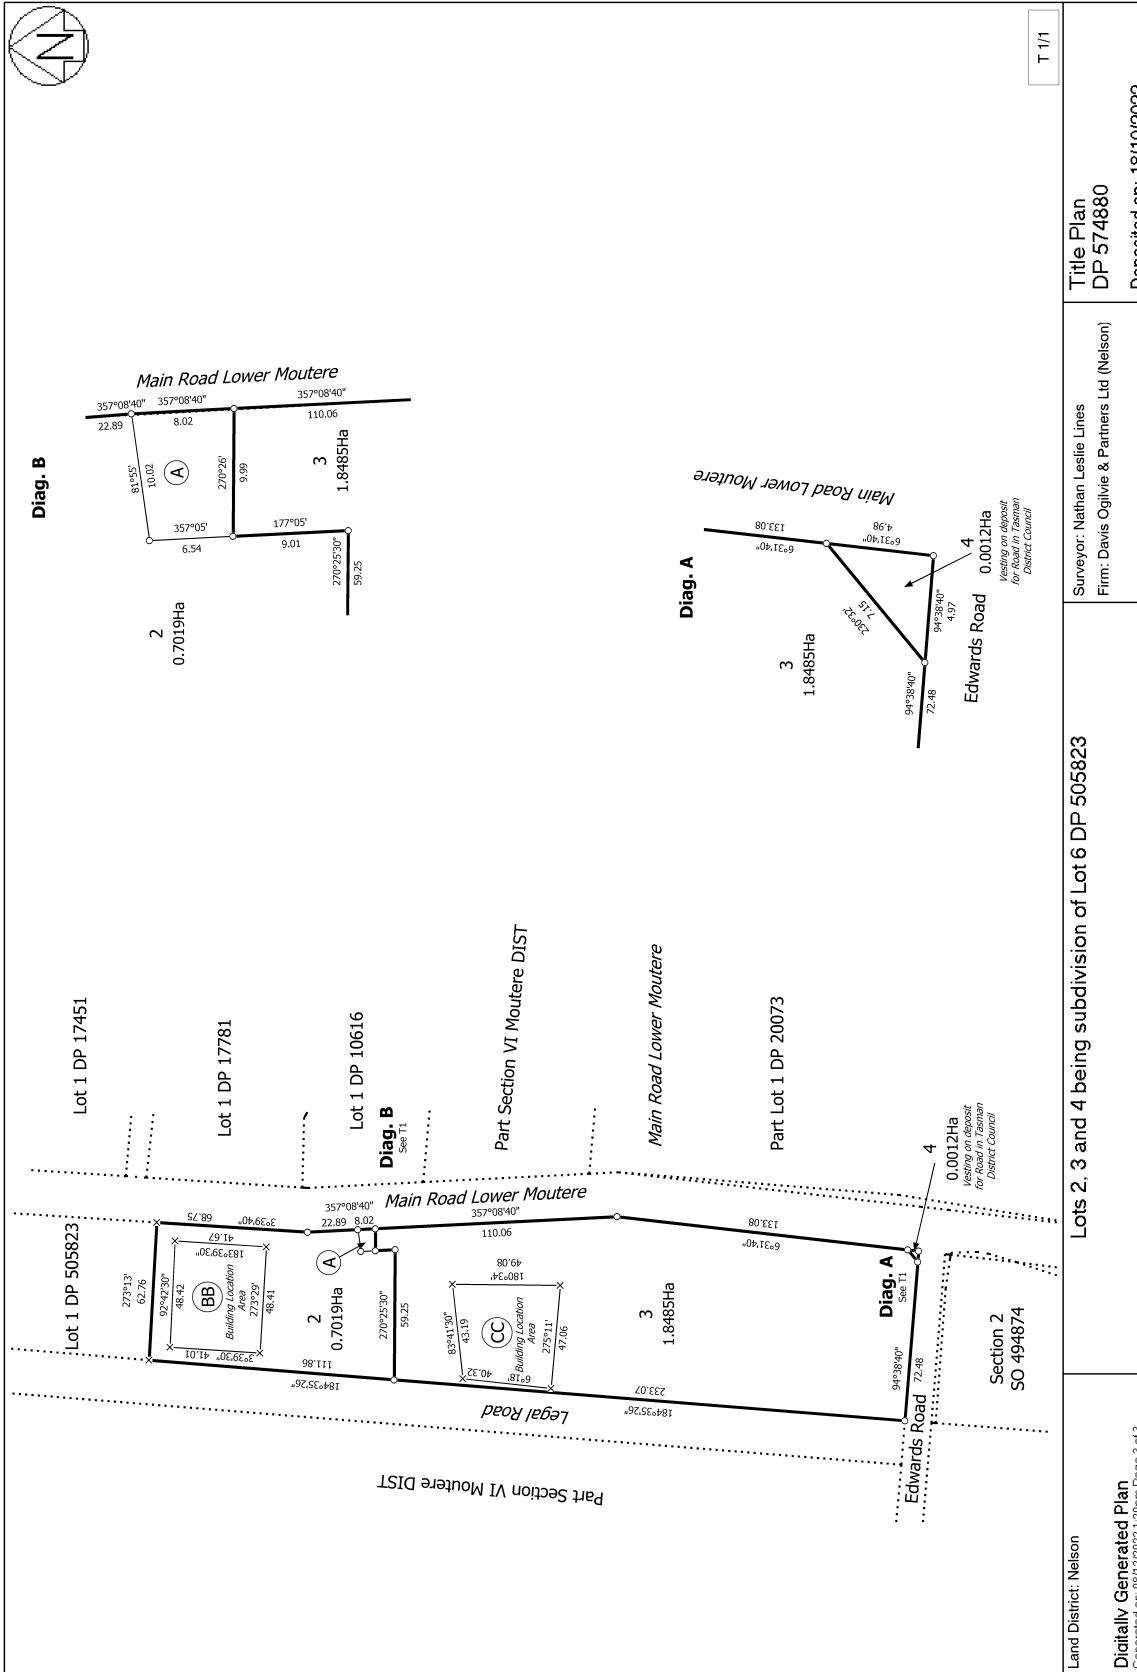 N
T 1/1
Diag. B
Main Road Lower Moutere
357°08'40"
22.89
357°08'40"
8.02
357°08'40"
110.06
81°55'
10.02
A
270°26'
9.99
357°05'
6.54
177°05'
9.01
270°25'30"
59.25
3
1.8485Ha
2
0.7019Ha
Diag. A
Main Road Lower Moutere
133.08
6°31'40"
4.98
6°31'40"
230°32'
7.15
94°38'40"
4.97
94°38'40"
72.48
3
1.8485Ha
4
0.0012Ha
Vesting on deposit
for Road in Tasman
District Council
Edwards Road
Lot 1 DP 17451
Lot 1 DP 17781
Lot 1 DP 10616
Diag. B
See T1
Part Section VI Moutere DIST
Main Road Lower Moutere
Part Lot 1 DP 20073
4
0.0012Ha
Vesting on deposit
for Road in Tasman
District Council
Lot 1 DP 505823
Main Road Lower Moutere
273°13'
62.76
68.75
3°39'40"
357°08'40"
22.89
8.02
357°08'40"
110.06
133.08
6°31'40"
92°42'30"
48.42
41.67
183°39'30"
BB
Building Location
Area
273°29'
48.41
41.01
3°39'30"
A
2
0.7019Ha
111.86
184°35'26"
270°25'30"
59.25
83°41'30"
43.19
49.08
180°34'
CC
Building Location
Area
275°11'
47.06
40.32
6°18'
3
1.8485Ha
233.07
184°35'26"
Diag. A
See T1
94°38'40"
72.48
Legal Road
Part Section VI Moutere DIST
Edwards Road
Section 2
SO 494874
Land District: Nelson
Digitally Generated Plan
Lots 2, 3 and 4 being subdivision of Lot 6 DP 505823
Surveyor: Nathan Leslie Lines
Firm: Davis Ogilvie & Partners Ltd (Nelson)
Title Plan
DP 574880
Deposited on: 18/10/2022